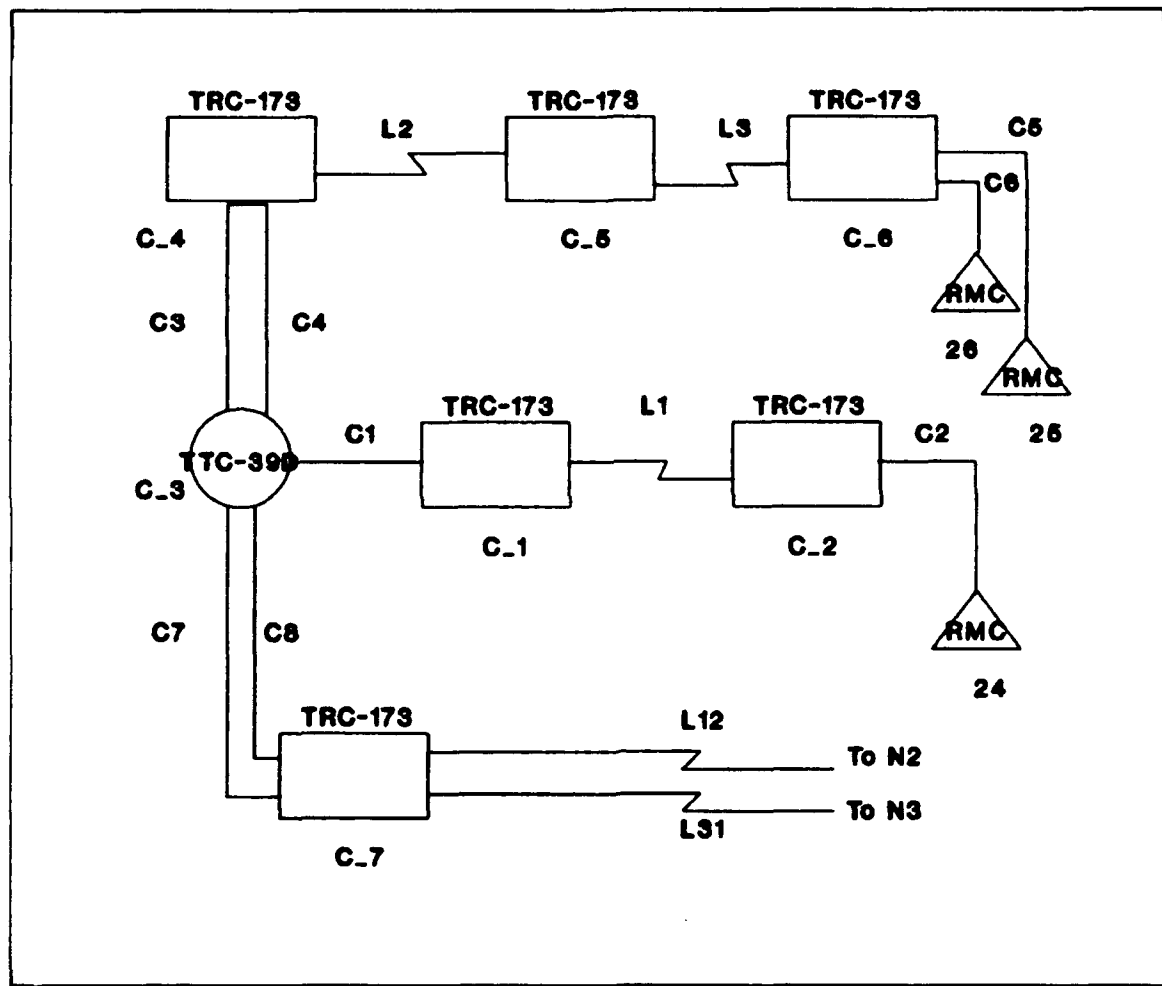 TRC-173
TRC-173
TRC-173
L2
L3
C5
C6
C_4
C_5
C_6
RMC
26
RMC
25
C3
C4
TRC-173
L1
TRC-173
C1
C2
TTC-39D
C_3
C_1
C_2
RMC
24
C7
C8
TRC-173
L12
To N2
L31
To N3
C_7